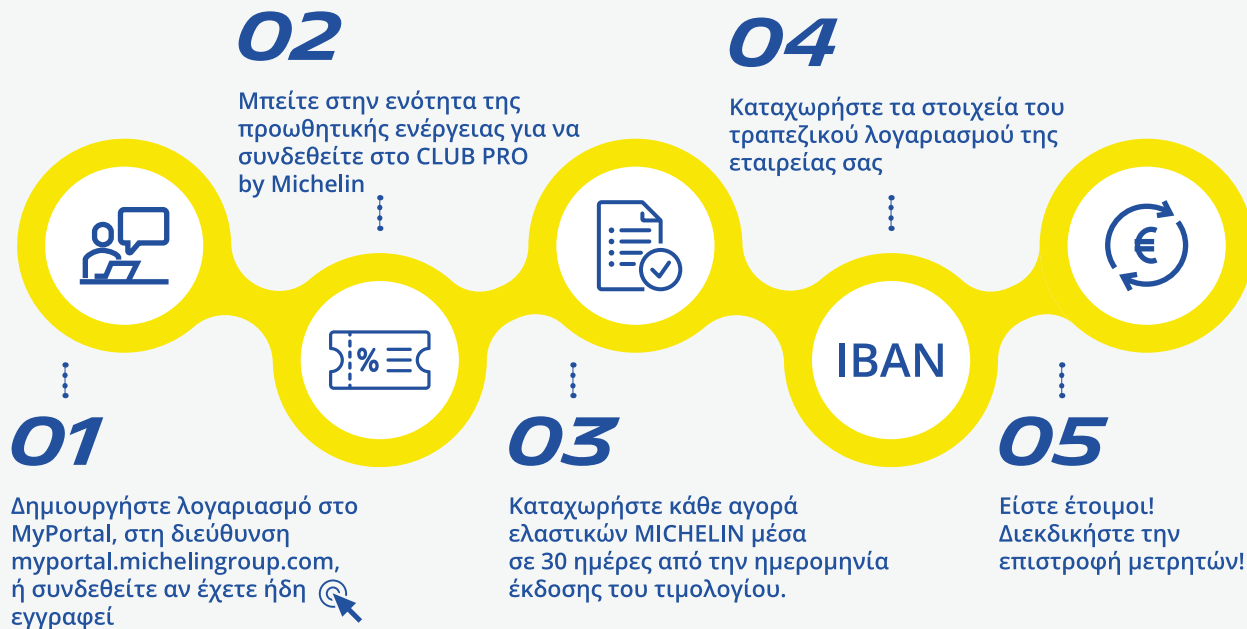 01
Δημιουργήστε λογαριασμό στο
MyPortal, στη διεύθυνση
myportal.michelingroup.com,
ή συνδεθείτε αν έχετε ήδη
εγγραφεί
02
Μπείτε στην ενότητα της
προωθητικής ενέργειας για να
συνδεθείτε στο CLUB PRO
by Michelin
%
03
Καταχωρήστε κάθε αγορά
ελαστικών MICHELIN μέσα
σε 30 ημέρες από την ημερομηνία
έκδοσης του τιμολογίου.
04
Καταχωρήστε τα στοιχεία του
τραπεζικού λογαριασμού της
εταιρείας σας
IBAN
05
Είστε έτοιμοι!
Διεκδικήστε την
επιστροφή μετρητών!
€